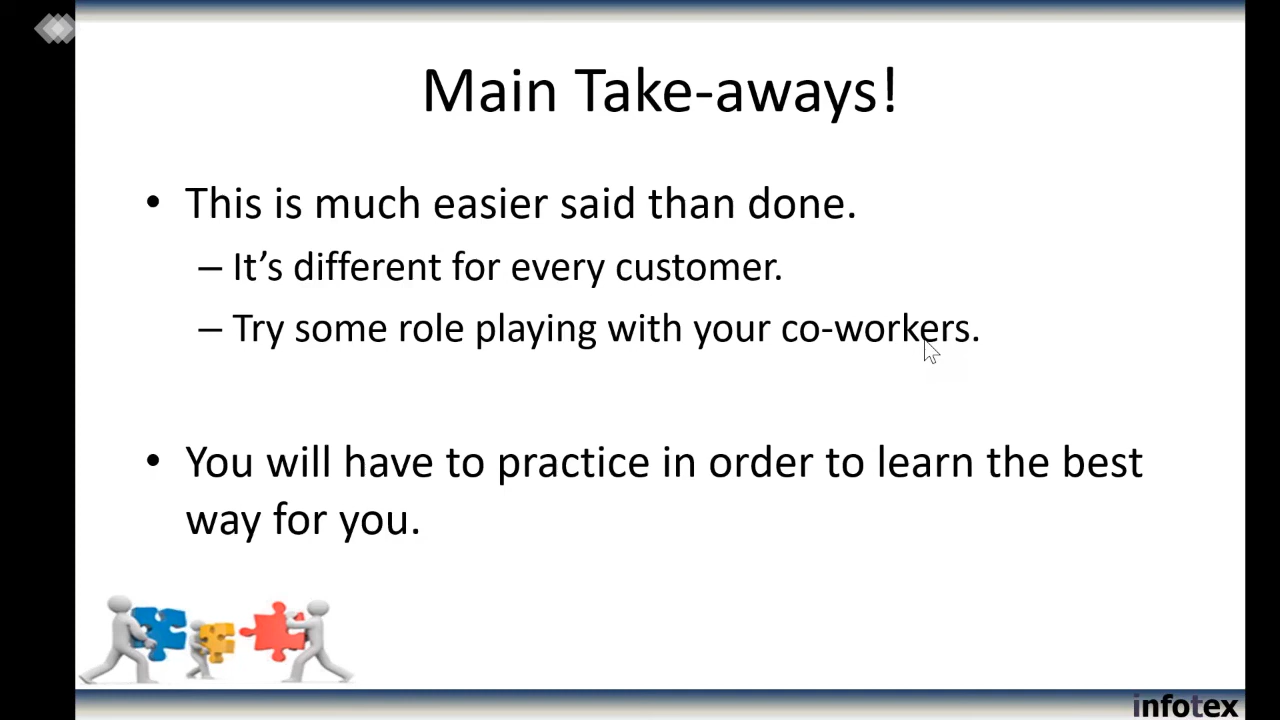 Main Take-aways!
• This is much easier said than done.
– It’s different for every customer.
– Try some role playing with your co-workers.
• You will have to practice in order to learn the best
way for you.
infotex